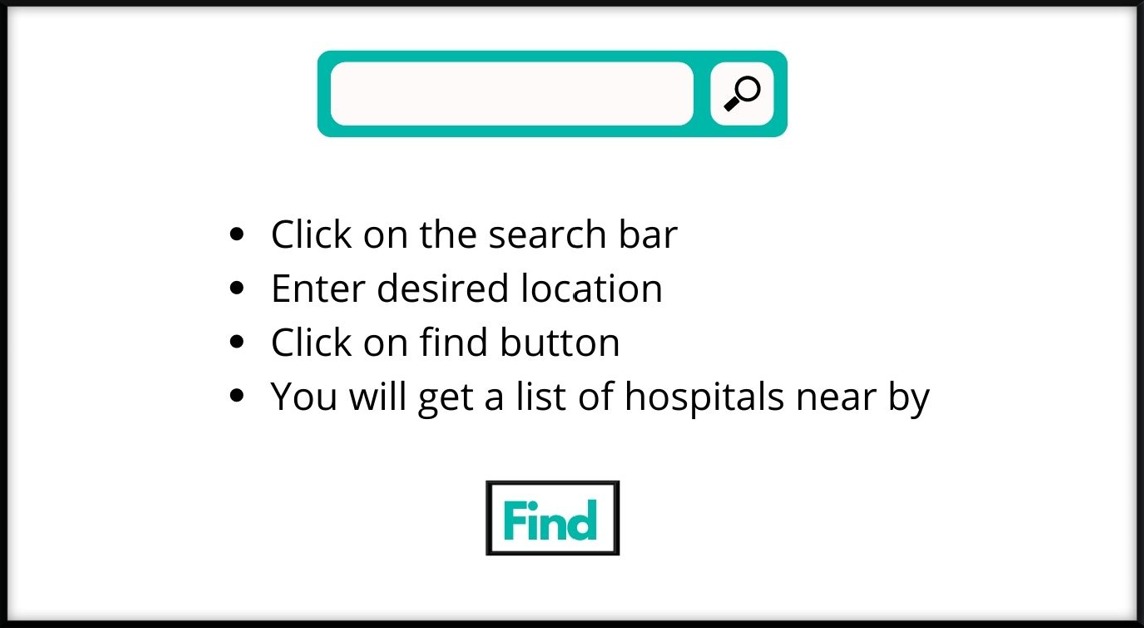 Click on the search bar
Enter desired location
Click on find button
You will get a list of hospitals near by
Find